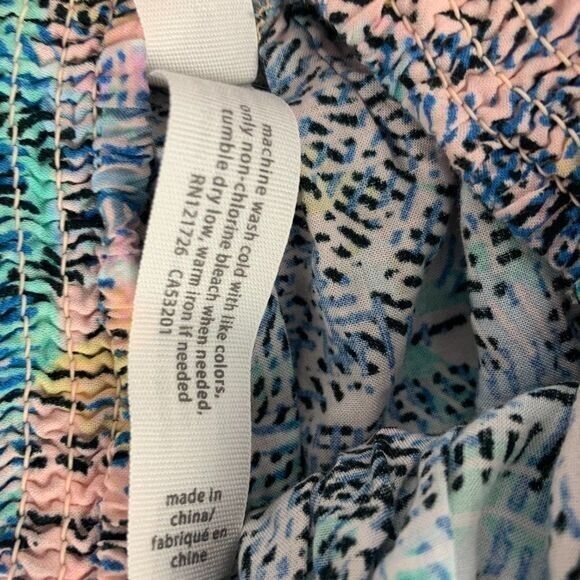 machine wash cold with like colors,
only non-chlorine bleach when needed,
tumble dry low, warm iron if needed
RN121726 CA53201
made in
china/
fabriqué en
chine